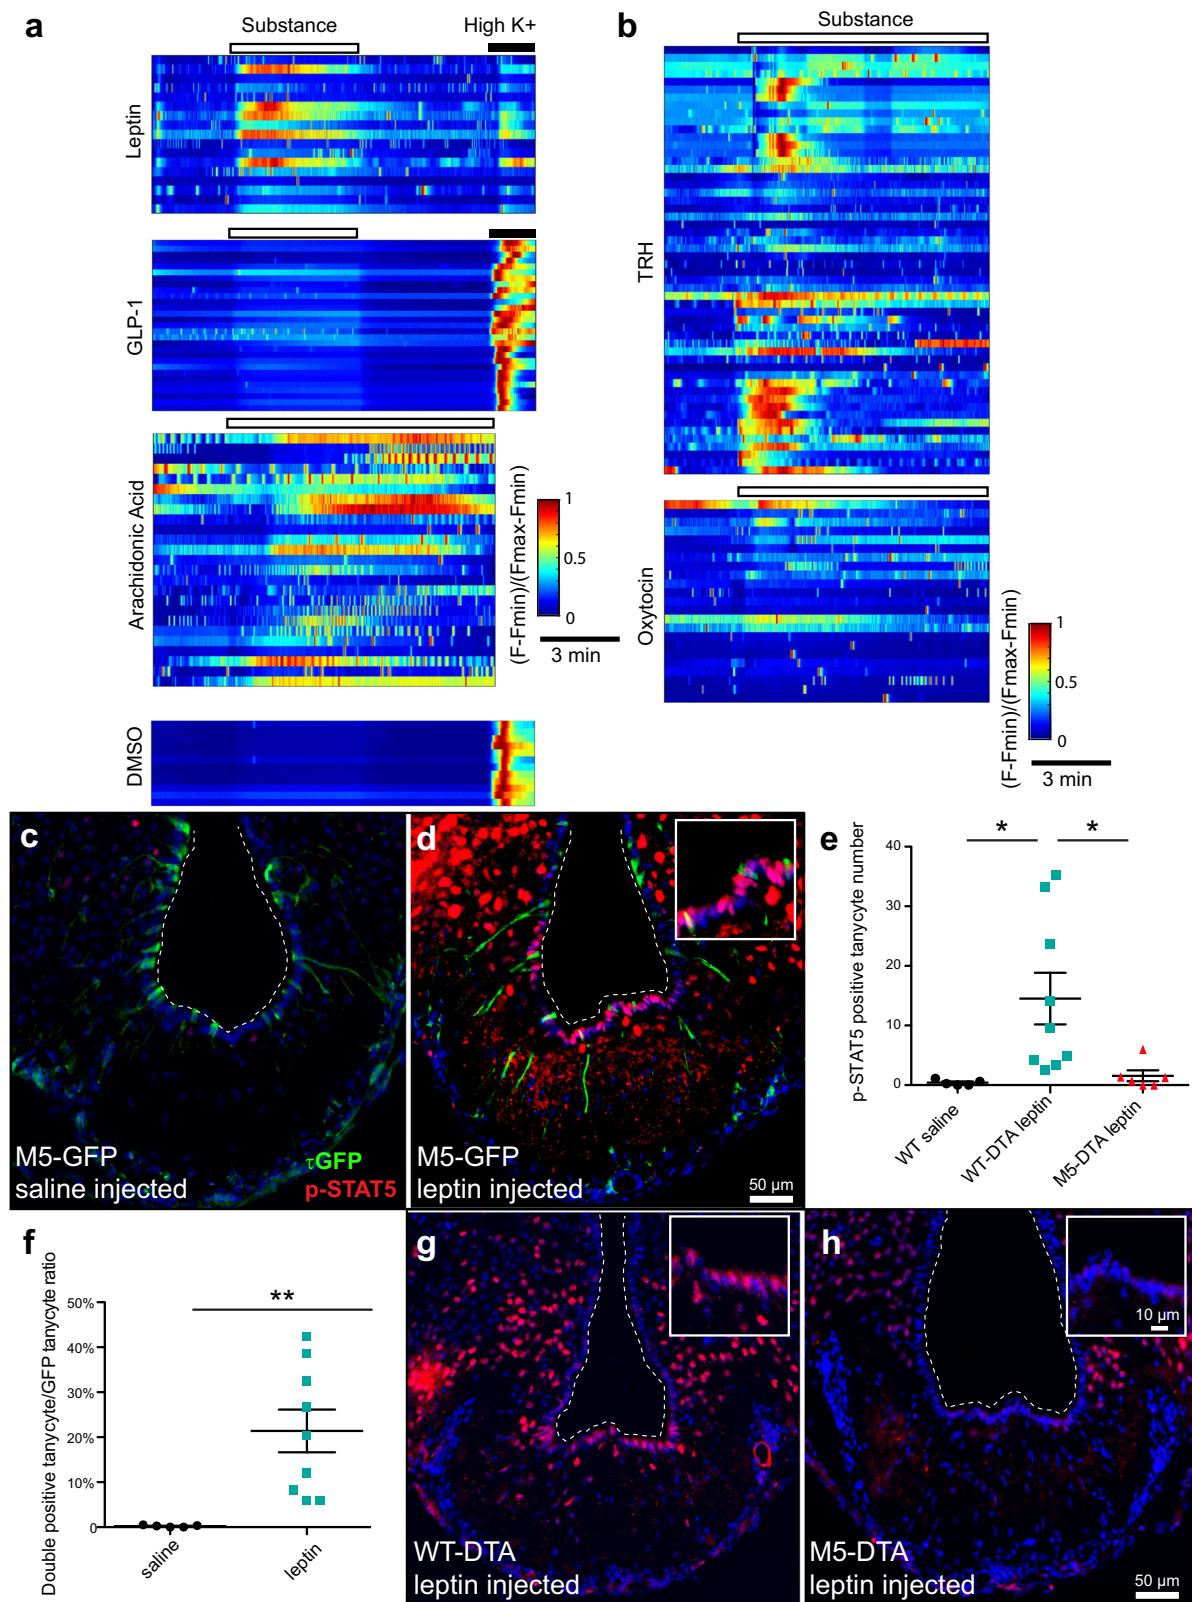 a
Substance
High K+
Leptin
GLP-1
Arachidonic Acid
DMSO
1
0.5
0
(F-Fmin)/(Fmax-Fmin)
3 min
b
Substance
TRH
Oxytocin
1
0.5
0
(F-Fmin)/(Fmax-Fmin)
3 min
c
M5-GFP
saline injected
τGFP
p-STAT5
d
M5-GFP
leptin injected
50 µm
e
*
*
p-STAT5 positive tanycyte number
40
30
20
10
0
WT saline
WT-DTA leptin
M5-DTA leptin
f
**
Double positive tanycyte/GFP tanycyte ratio
50%
40%
30%
20%
10%
0
saline
leptin
g
WT-DTA
leptin injected
h
10 µm
M5-DTA
leptin injected
50 µm